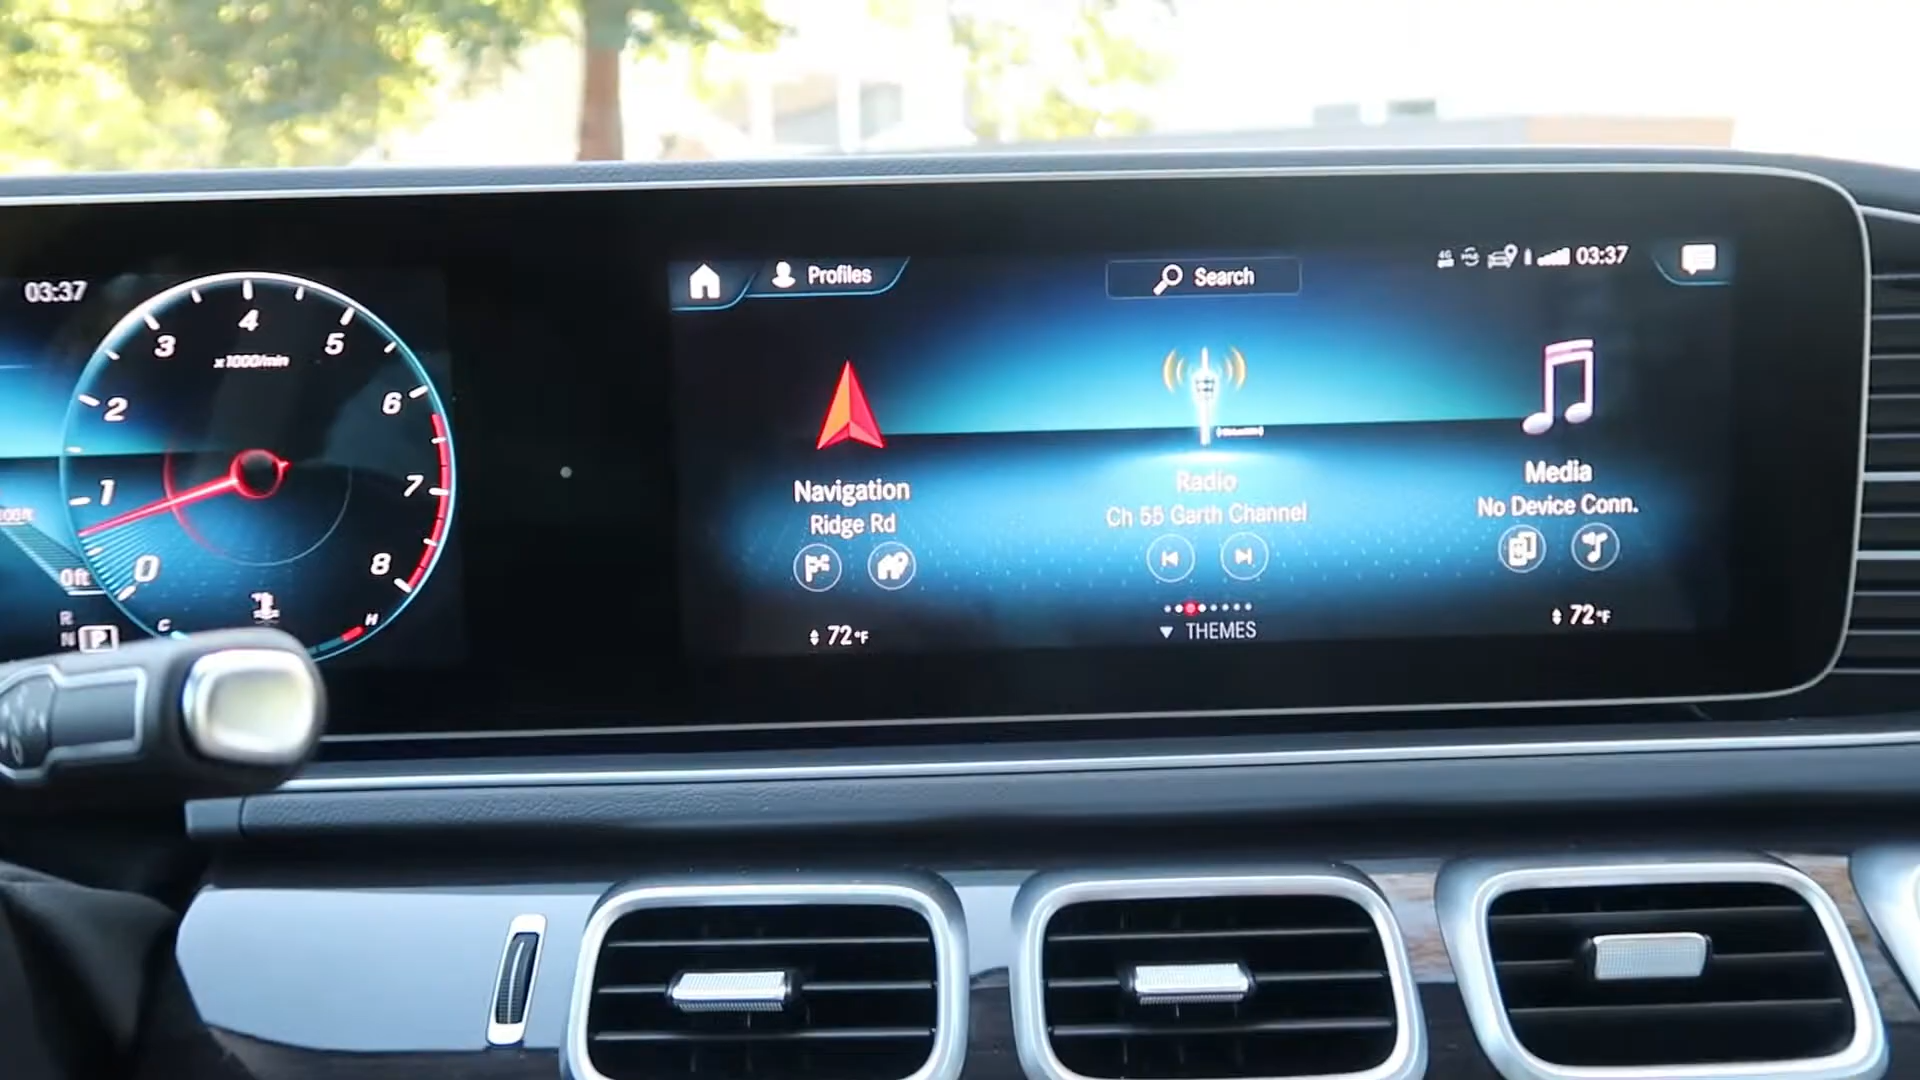 03:37
3
4
5
x1000/min
2
6
1
7
0
8
0ft
R
N P
C
H
Profiles
Search
4G
03:37
Navigation
Ridge Rd
Radio
Ch 55 Garth Channel
Media
No Device Conn.
72°F
THEMES
72°F